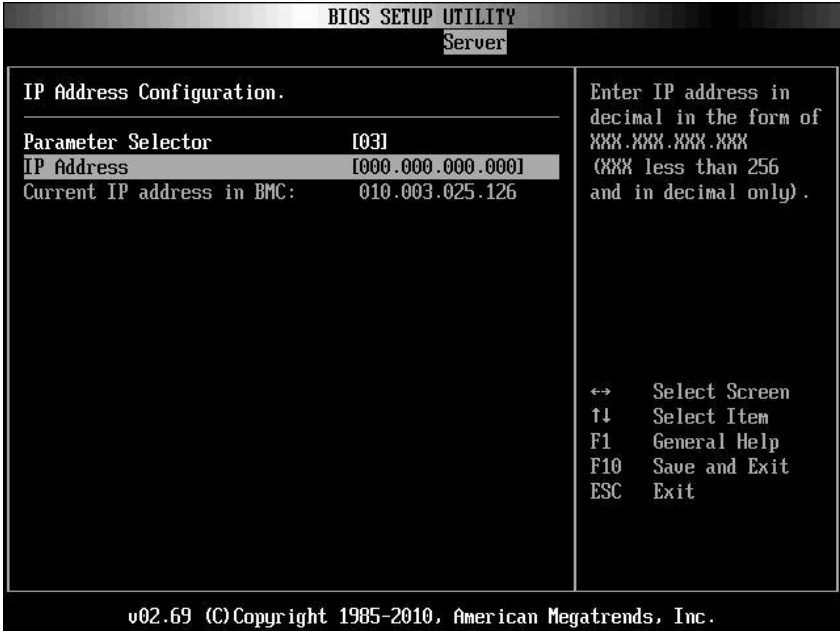 BIOS SETUP UTILITY
Server
IP Address Configuration.
Parameter Selector [03]
IP Address [000.000.000.000]
Current IP address in BMC: 010.003.025.126
Enter IP address in
decimal in the form of
XXX.XXX.XXX.XXX
(XXX less than 256
and in decimal only).
↔ Select Screen
↑↓ Select Item
F1 General Help
F10 Save and Exit
ESC Exit
v02.69 (C)Copyright 1985-2010, American Megatrends, Inc.